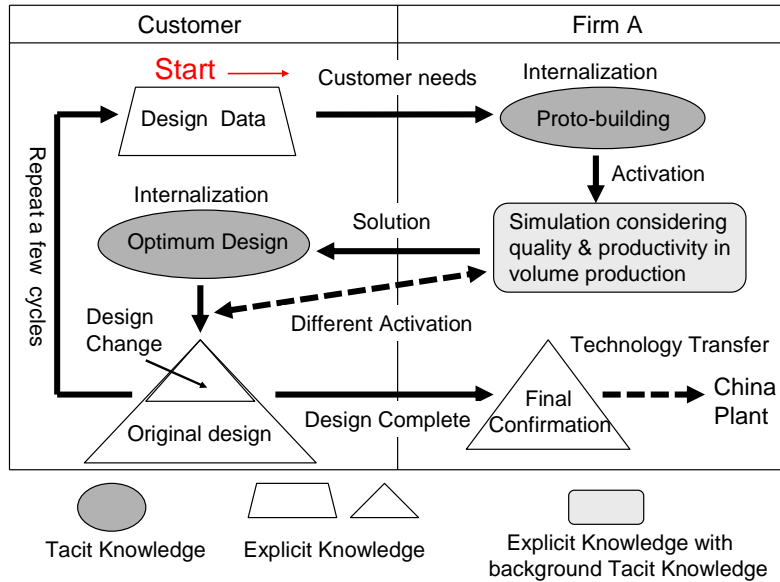 Customer
Firm A
Start
Customer needs
Internalization
Design Data
Proto-building
Repeat a few cycles
Activation
Internalization
Solution
Optimum Design
Simulation considering
quality & productivity in
volume production
Design
Change
Different Activation
Technology Transfer
Original design
Design Complete
Final
Confirmation
China
Plant
Tacit Knowledge
Explicit Knowledge
Explicit Knowledge with
background Tacit Knowledge